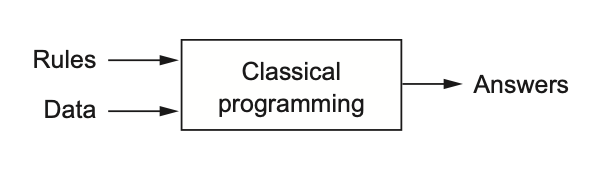 Rules
Data
Classical
programming
Answers